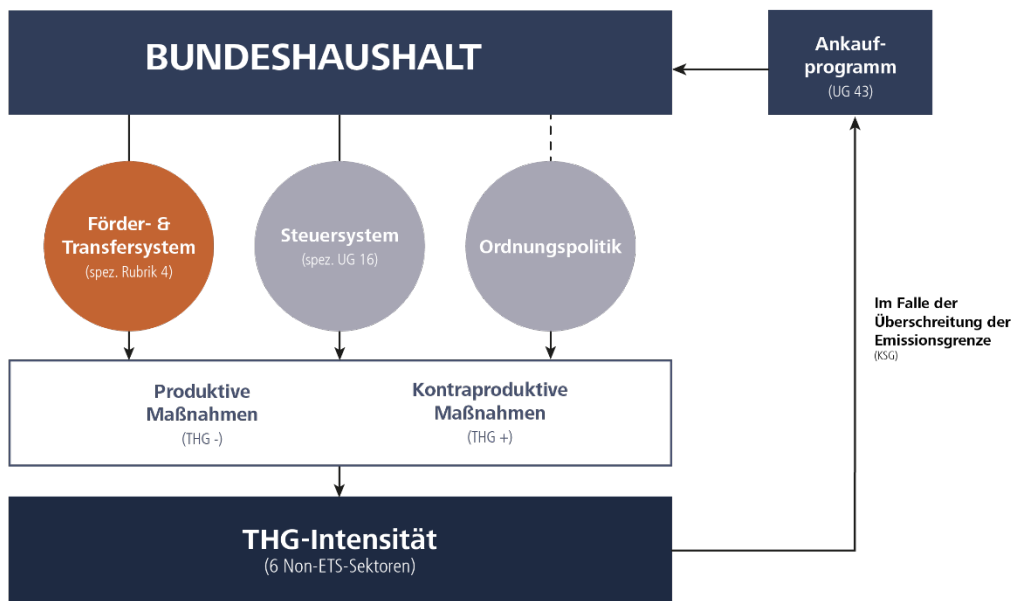 BUNDESHAUSHALT
Ankauf-
programm
(UG 43)
Förder- &
Transfersystem
(spez. Rubrik 4)
Steuersystem
(spez. UG 16)
Ordnungspolitik
Im Falle der
Überschreitung der
Emissionsgrenze
(KSG)
Produktive
Maßnahmen
(THG -)
Kontraproduktive
Maßnahmen
(THG +)
THG-Intensität
(6 Non-ETS-Sektoren)